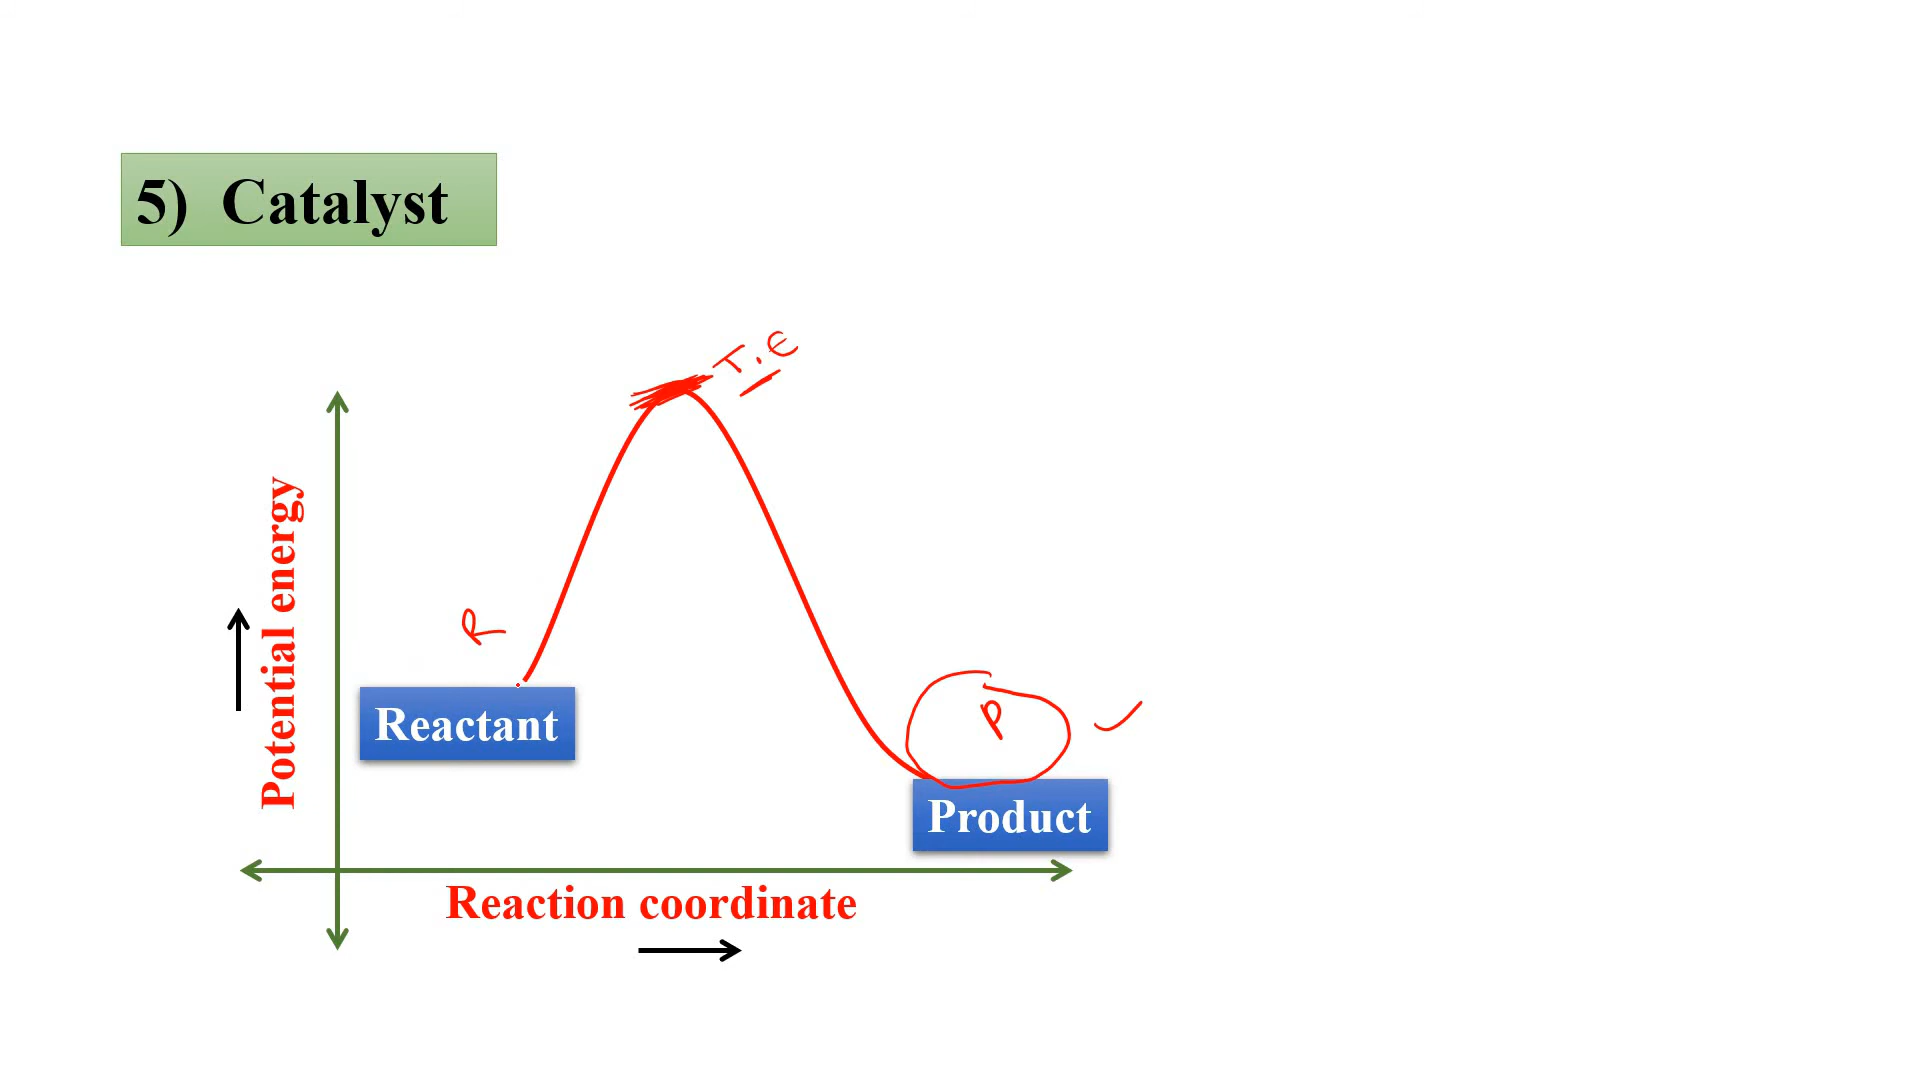 5) Catalyst
T.E
Potential energy
R
Reactant
P
Product
Reaction coordinate